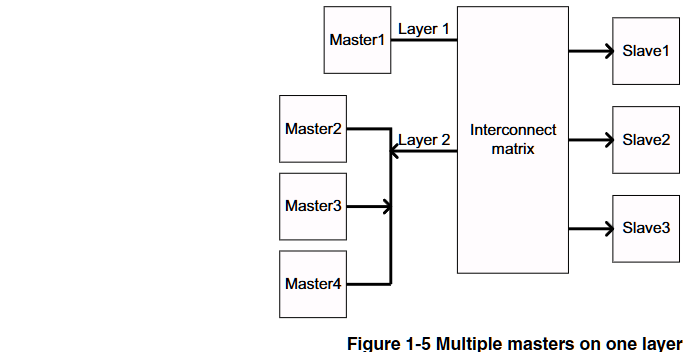 Master1
Layer 1
Slave1
Master2
Layer 2
Interconnect
matrix
Slave2
Master3
Slave3
Master4
Figure 1-5 Multiple masters on one layer